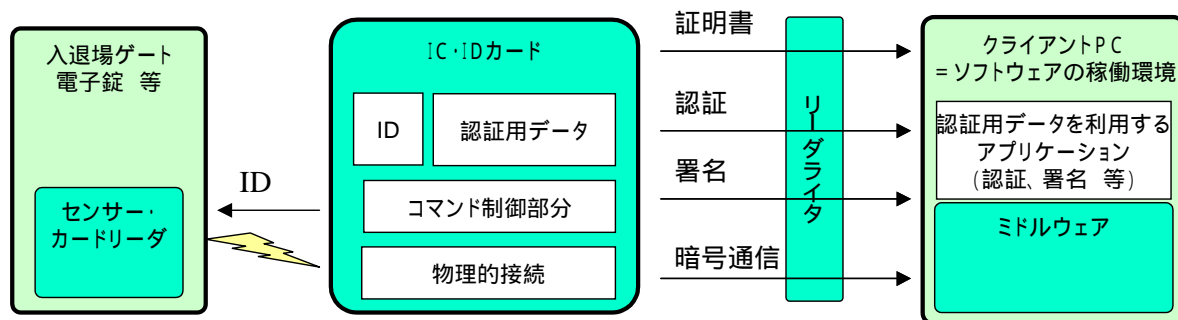 入退場ゲート
電子錠 等
センサー・
カードリーダ
ID
IC・IDカード
ID
認証用データ
コマンド制御部分
物理的接続
証明書
認証
署名
暗号通信
リーダライタ
クライアントPC
=ソフトウェアの稼働環境
認証用データを利用する
アプリケーション
(認証、署名 等)
ミドルウェア